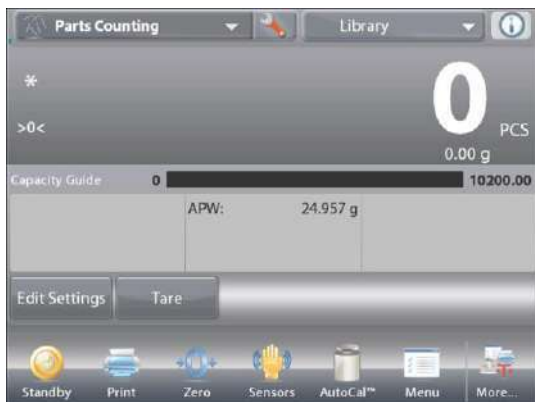 Parts Counting Library
*
0
>0<
PCS
0.00 g
Capacity Guide 0 10200.00
APW: 24.957 g
Edit Settings Tare
Standby Print Zero Sensors AutoCal™ Menu More...